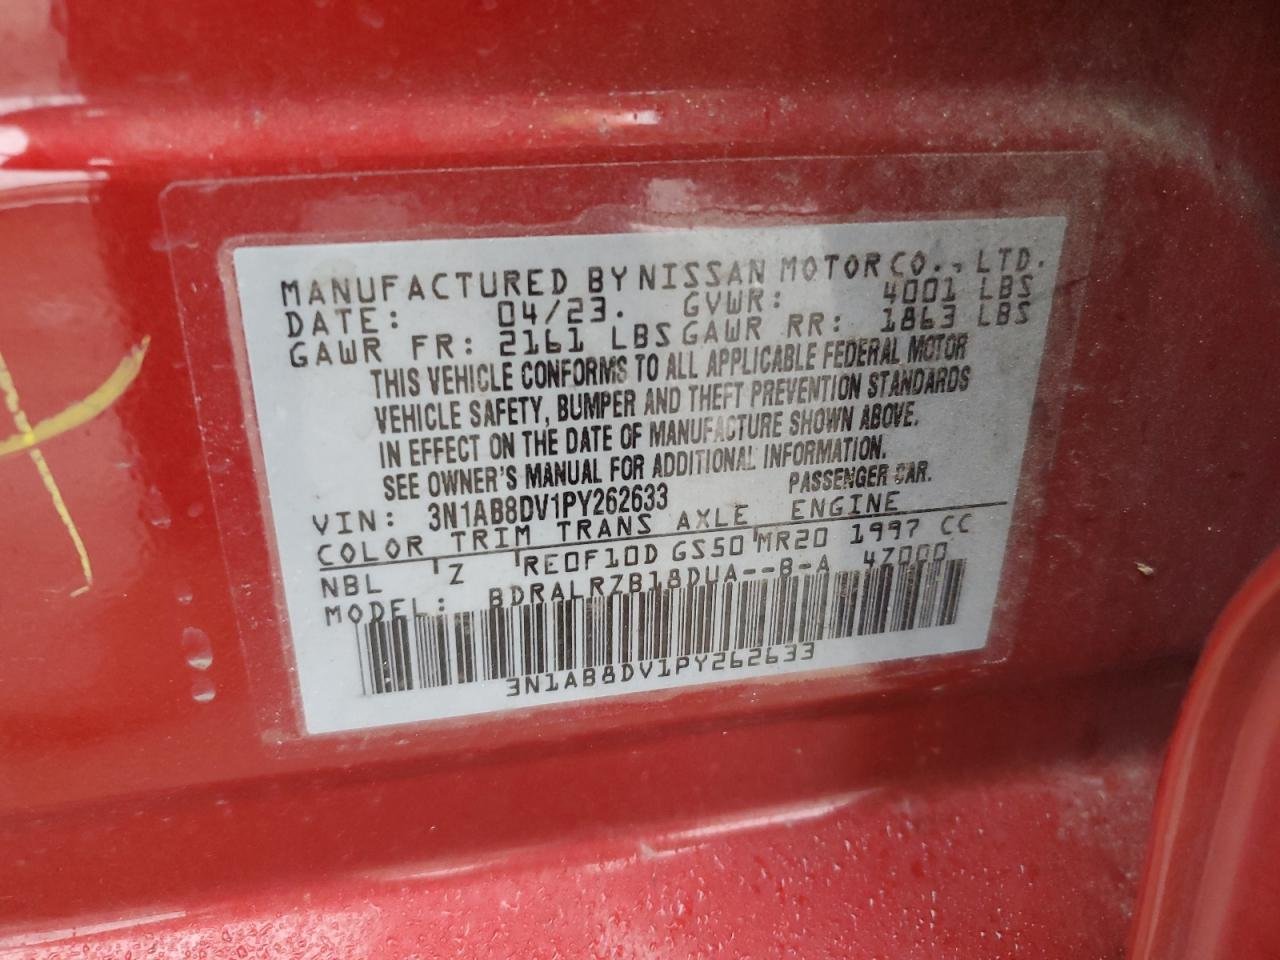 MANUFACTURED BY NISSAN MOTOR CO., LTD.
DATE: 04/23. GVWR: 4001 LBS
GAWR FR: 2161 LBS GAWR RR: 1863 LBS
THIS VEHICLE CONFORMS TO ALL APPLICABLE FEDERAL MOTOR
VEHICLE SAFETY, BUMPER AND THEFT PREVENTION STANDARDS
IN EFFECT ON THE DATE OF MANUFACTURE SHOWN ABOVE.
SEE OWNER'S MANUAL FOR ADDITIONAL INFORMATION.
VIN: 3N1AB8DV1PY262633 PASSENGER CAR.
COLOR TRIM TRANS AXLE ENGINE
NBL Z RE0F10D GS50 MR20 1997 CC
MODEL: BDRALRZB18DUA--B-A 4Z000
3N1AB8DV1PY262633